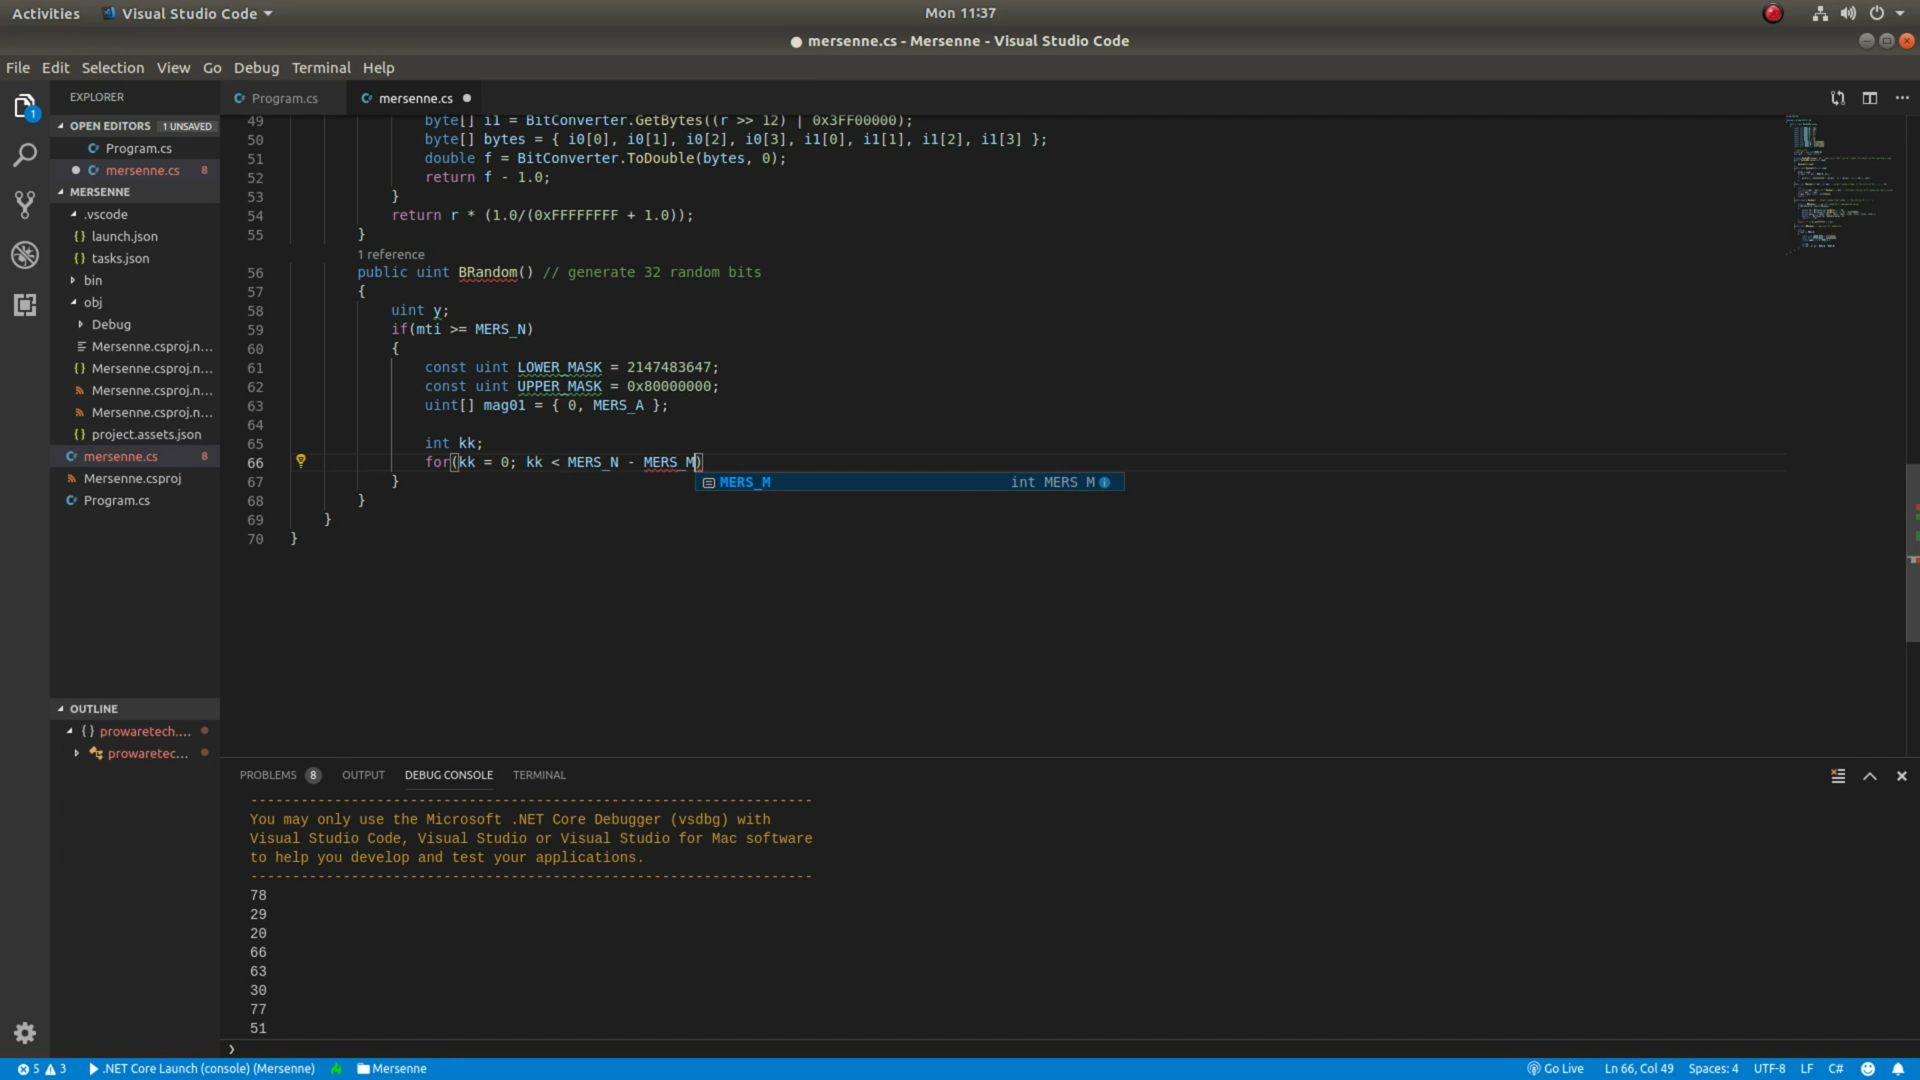 Activities Visual Studio Code Mon 11:37
● mersenne.cs - Mersenne - Visual Studio Code
File Edit Selection View Go Debug Terminal Help
EXPLORER
OPEN EDITORS 1 UNSAVED
Program.cs
mersenne.cs 8
MERSENNE
.vscode
launch.json
tasks.json
bin
obj
Debug
Mersenne.csproj.n...
Mersenne.csproj.n...
Mersenne.csproj.n...
Mersenne.csproj.n...
project.assets.json
mersenne.cs 8
Mersenne.csproj
Program.cs
OUTLINE
prowaretech....
prowaretec...
Program.cs mersenne.cs
49 byte[] i1 = BitConverter.GetBytes((r >> 12) | 0x3FF00000);
50 byte[] bytes = { i0[0], i0[1], i0[2], i0[3], i1[0], i1[1], i1[2], i1[3] };
51 double f = BitConverter.ToDouble(bytes, 0);
52 return f - 1.0;
53 }
54 return r * (1.0/(0xFFFFFFFF + 1.0));
55 }
1 reference
56 public uint BRandom() // generate 32 random bits
57 {
58 uint y;
59 if(mti >= MERS_N)
60 {
61 const uint LOWER_MASK = 2147483647;
62 const uint UPPER_MASK = 0x80000000;
63 uint[] mag01 = { 0, MERS_A };
64
65 int kk;
66 for(kk = 0; kk < MERS_N - MERS_M)
MERS_M int MERS M
67 }
68 }
69 }
70 }
PROBLEMS 8 OUTPUT DEBUG CONSOLE TERMINAL
-------------------------------------------------------------------
You may only use the Microsoft .NET Core Debugger (vsdbg) with
Visual Studio Code, Visual Studio or Visual Studio for Mac software
to help you develop and test your applications.
-------------------------------------------------------------------
78
29
20
66
63
30
77
51
5 3 .NET Core Launch (console) (Mersenne) Mersenne Go Live Ln 66, Col 49 Spaces: 4 UTF-8 LF C#